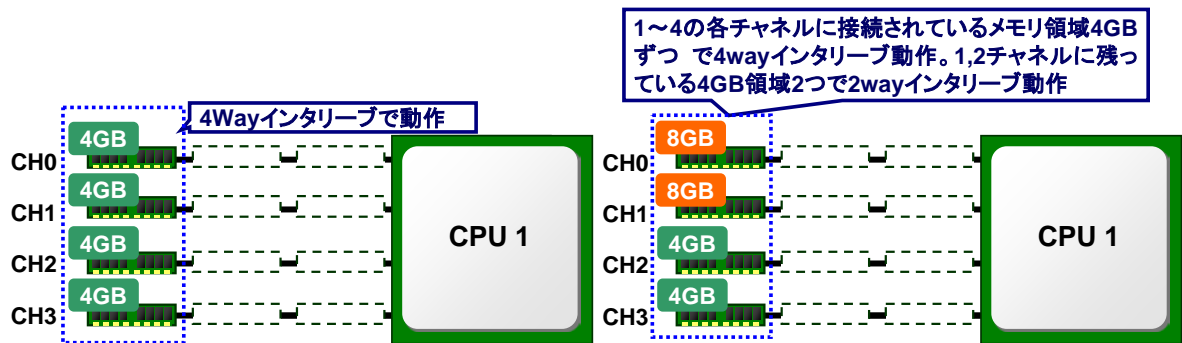 4Wayインタリーブで動作
4GB
CH0
4GB
CH1
4GB
CH2
4GB
CH3
CPU 1
1～4の各チャネルに接続されているメモリ領域4GB
ずつ で4wayインタリーブ動作。1,2チャネルに残っ
ている4GB領域2つで2wayインタリーブ動作
8GB
CH0
8GB
CH1
4GB
CH2
4GB
CH3
CPU 1